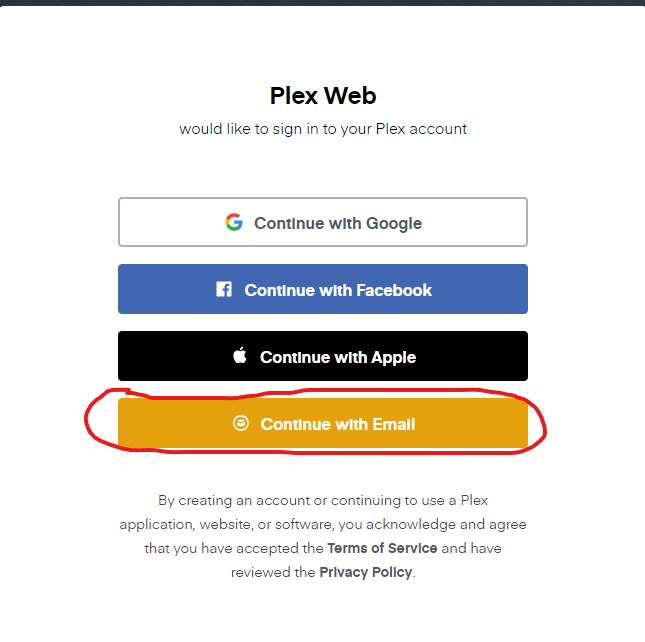 Plex Web
would like to sign in to your Plex account
Continue with Google
Continue with Facebook
Continue with Apple
Continue with Email
By creating an account or continuing to use a Plex
application, website, or software, you acknowledge and agree
that you have accepted the Terms of Service and have
reviewed the Privacy Policy.